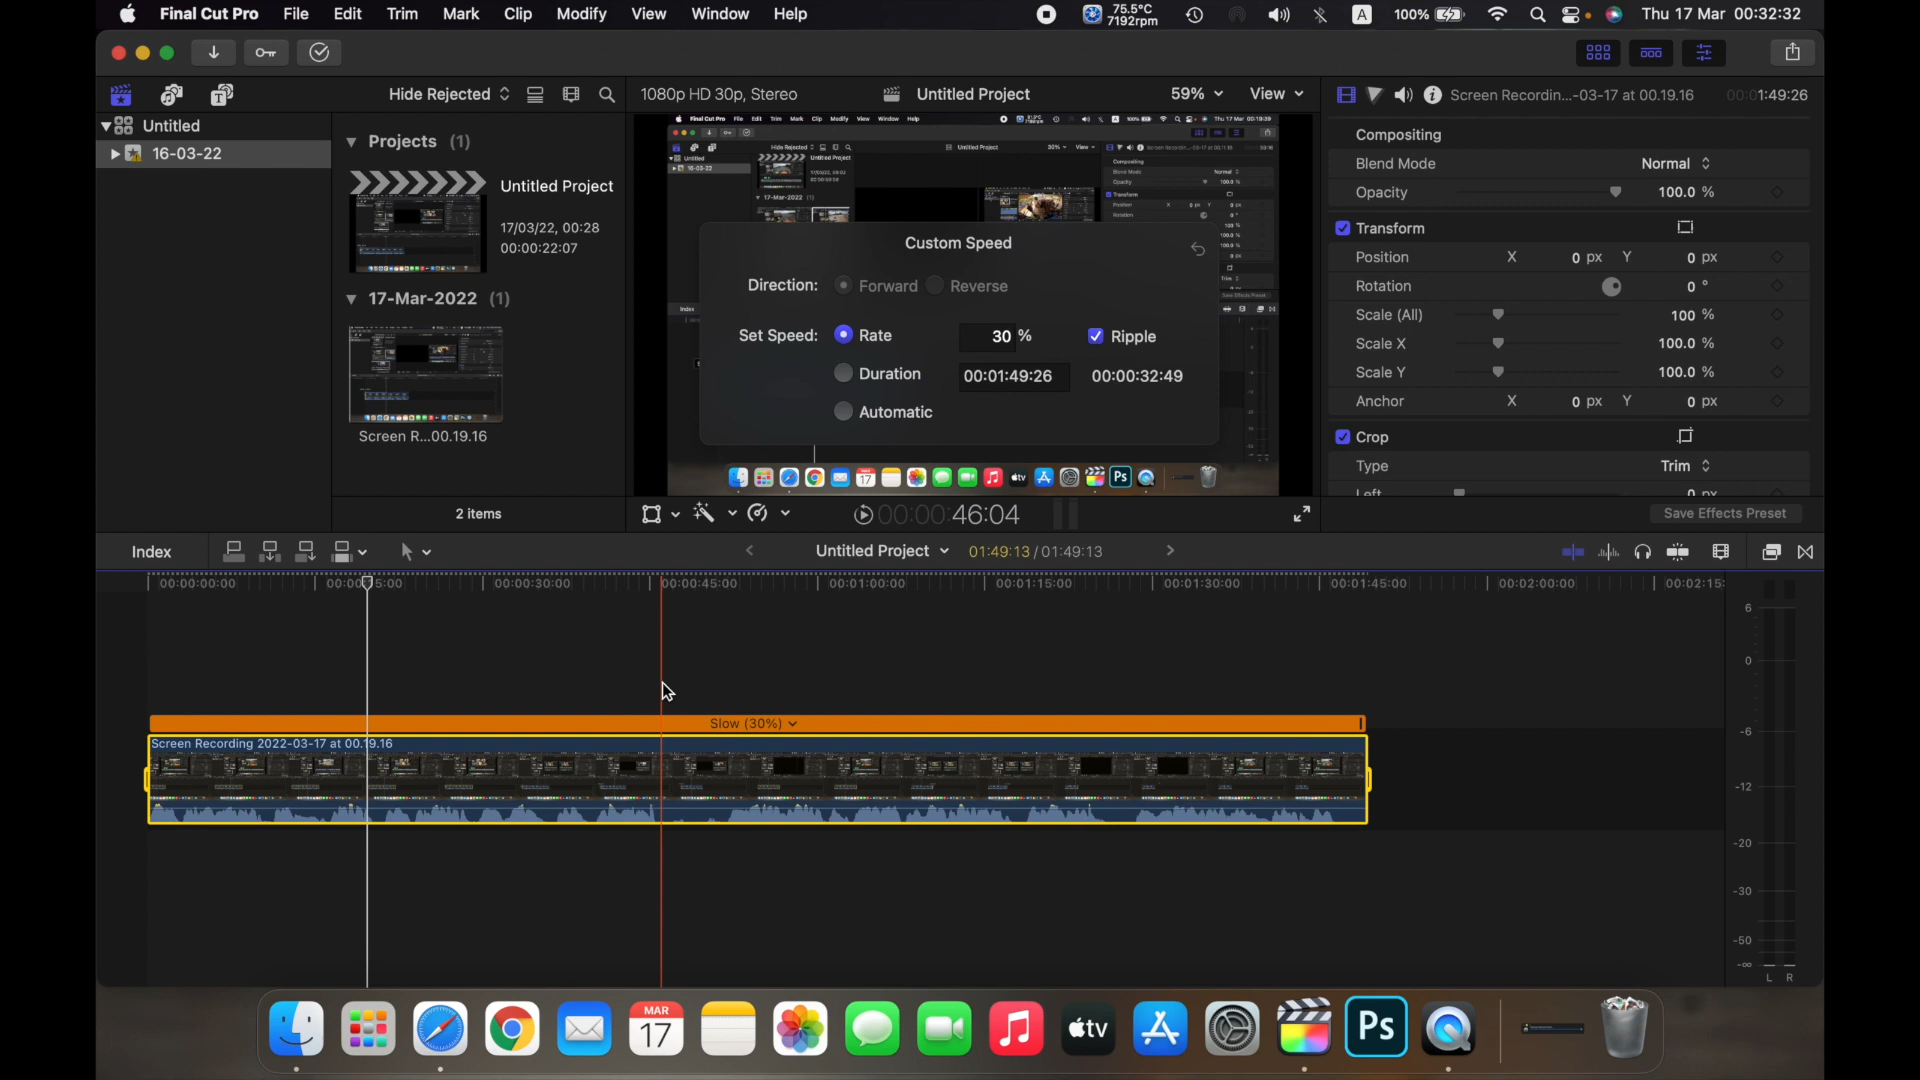 Final Cut Pro File Edit Trim Mark Clip Modify View Window Help 75.5°C 7192rpm A 100% Thu 17 Mar 00:32:32
Hide Rejected 1080p HD 30p, Stereo Untitled Project 59% View Screen Recordin...-03-17 at 00.19.16 00:01:49:26
Untitled
16-03-22
Projects (1)
Untitled Project
17/03/22, 00:28
00:00:22:07
17-Mar-2022 (1)
Screen R...00.19.16
2 items
Custom Speed
Direction: Forward Reverse
Set Speed: Rate 30 % Ripple
Duration 00:01:49:26 00:00:32:49
Automatic
00:00:46:04
Compositing
Blend Mode Normal
Opacity 100.0 %
Transform
Position X 0 px Y 0 px
Rotation 0 °
Scale (All) 100 %
Scale X 100.0 %
Scale Y 100.0 %
Anchor X 0 px Y 0 px
Crop
Type Trim
Left 0 px
Save Effects Preset
Index Untitled Project 01:49:13 / 01:49:13
00:00:00:00 00:00:15:00 00:00:30:00 00:00:45:00 00:01:00:00 00:01:15:00 00:01:30:00 00:01:45:00 00:02:00:00 00:02:15:
Slow (30%)
Screen Recording 2022-03-17 at 00.19.16
6
0
-6
-12
-20
-30
-50
-∞
L R
MAR
17
tv
Ps